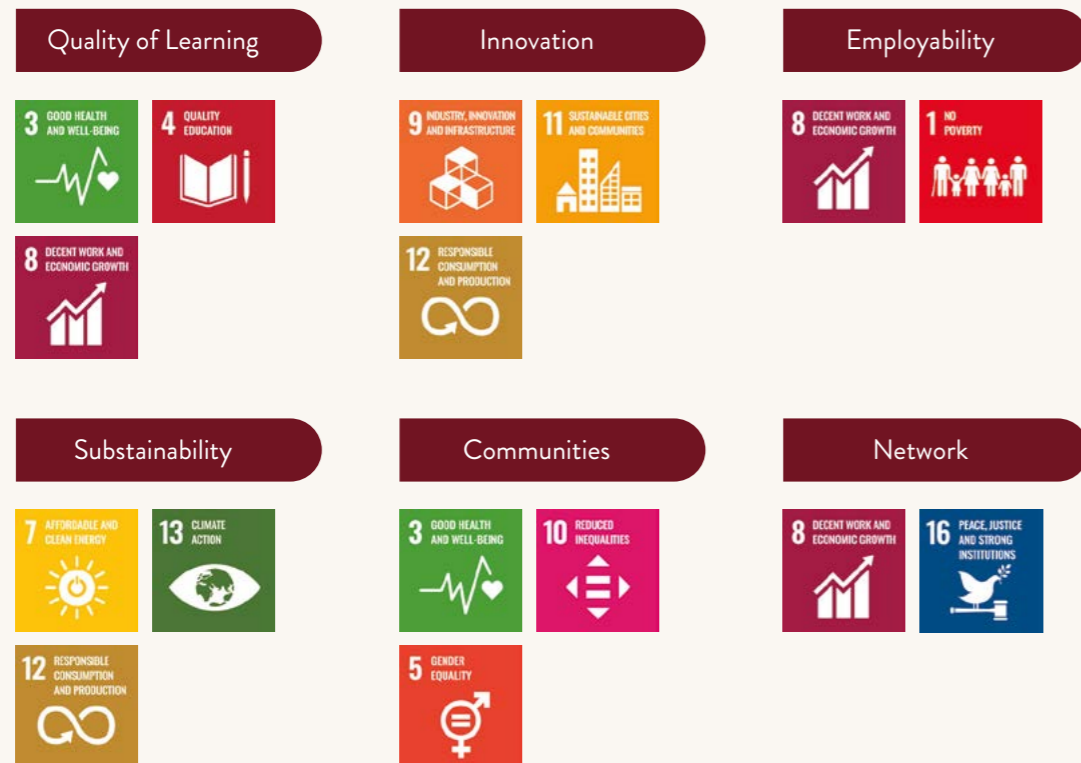 Quality of Learning
3 GOOD HEALTH
AND WELL-BEING
4 QUALITY
EDUCATION
8 DECENT WORK AND
ECONOMIC GROWTH
Innovation
9 INDUSTRY, INNOVATION
AND INFRASTRUCTURE
11 SUSTAINABLE CITIES
AND COMMUNITIES
12 RESPONSIBLE
CONSUMPTION
AND PRODUCTION
Employability
8 DECENT WORK AND
ECONOMIC GROWTH
1 NO
POVERTY
Substainability
7 AFFORDABLE AND
CLEAN ENERGY
13 CLIMATE
ACTION
12 RESPONSIBLE
CONSUMPTION
AND PRODUCTION
Communities
3 GOOD HEALTH
AND WELL-BEING
10 REDUCED
INEQUALITIES
5 GENDER
EQUALITY
Network
8 DECENT WORK AND
ECONOMIC GROWTH
16 PEACE, JUSTICE
AND STRONG
INSTITUTIONS